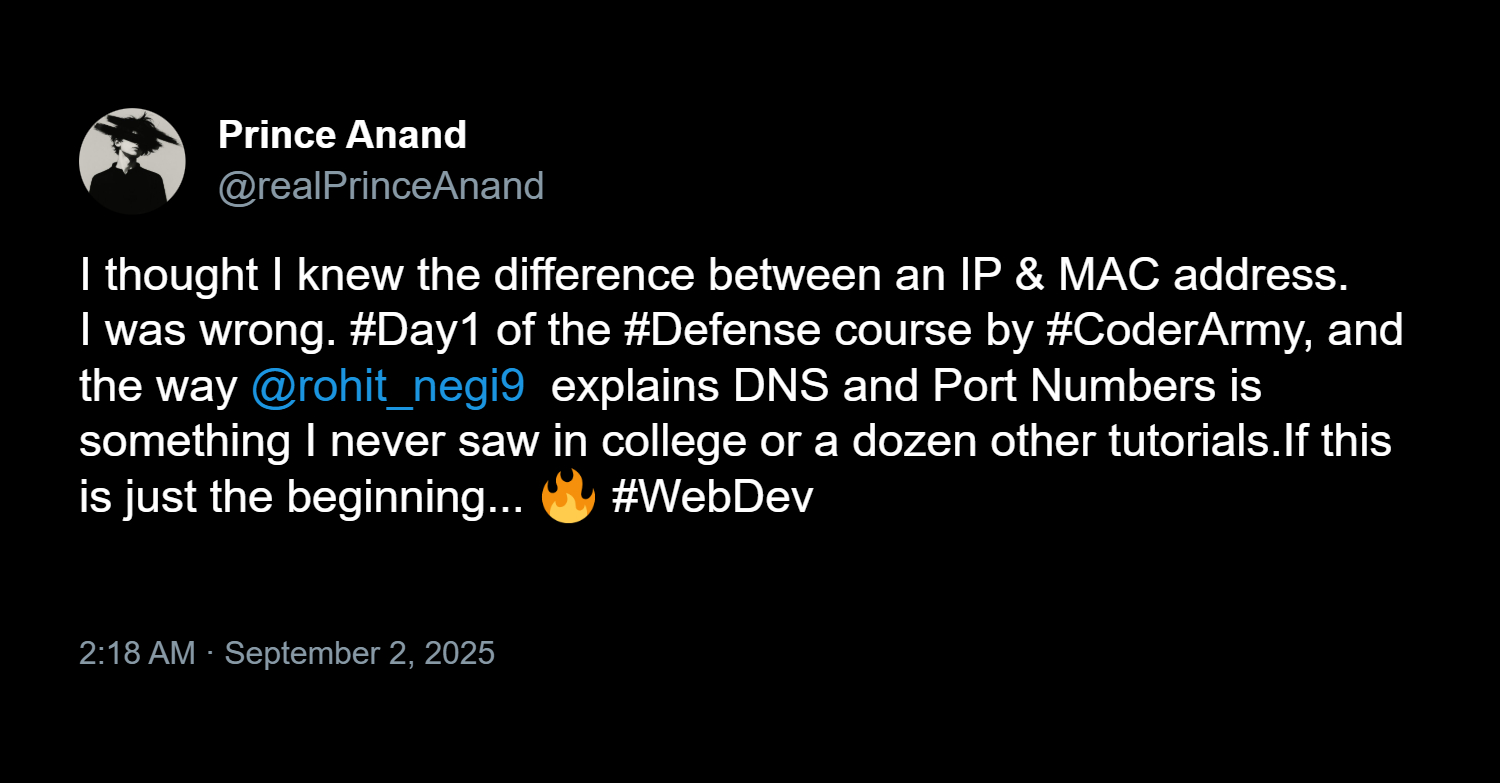 Prince Anand
@realPrinceAnand
I thought I knew the difference between an IP & MAC address.
I was wrong. #Day1 of the #Defense course by #CoderArmy, and
the way @rohit_negi9  explains DNS and Port Numbers is
something I never saw in college or a dozen other tutorials.If this
is just the beginning... 🔥 #WebDev
2:18 AM · September 2, 2025